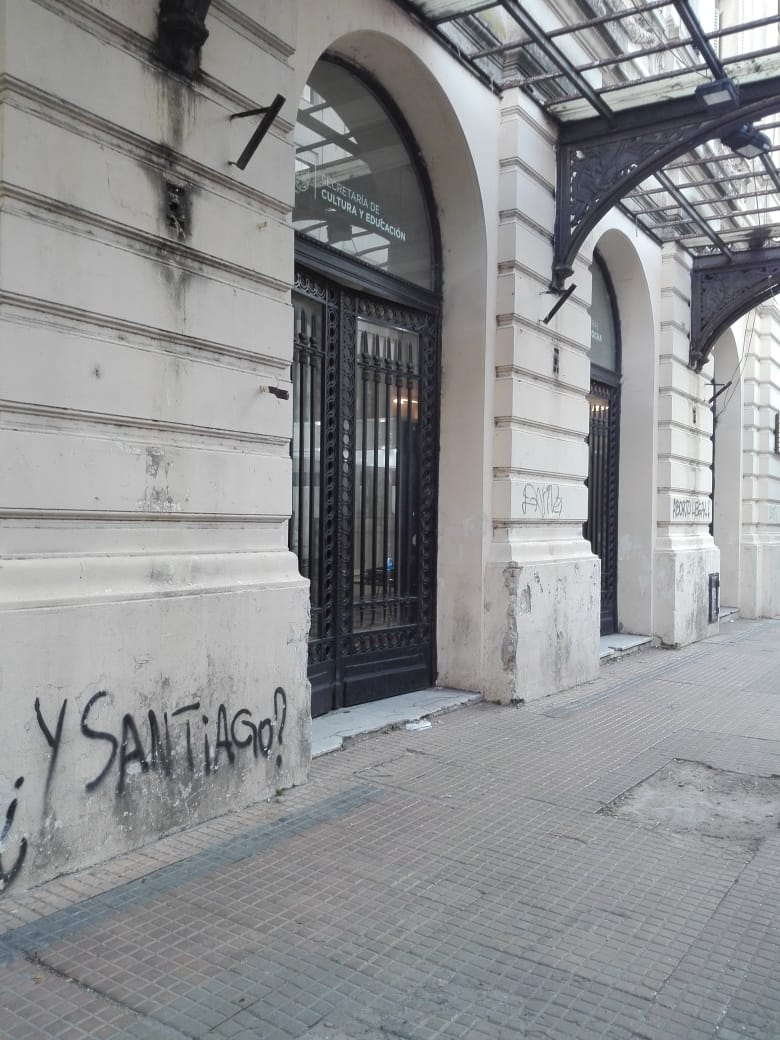 SECRETARÍA DE
CULTURA Y EDUCACIÓN
ABORTO LEGAL!
¿Y SANTIAGO?